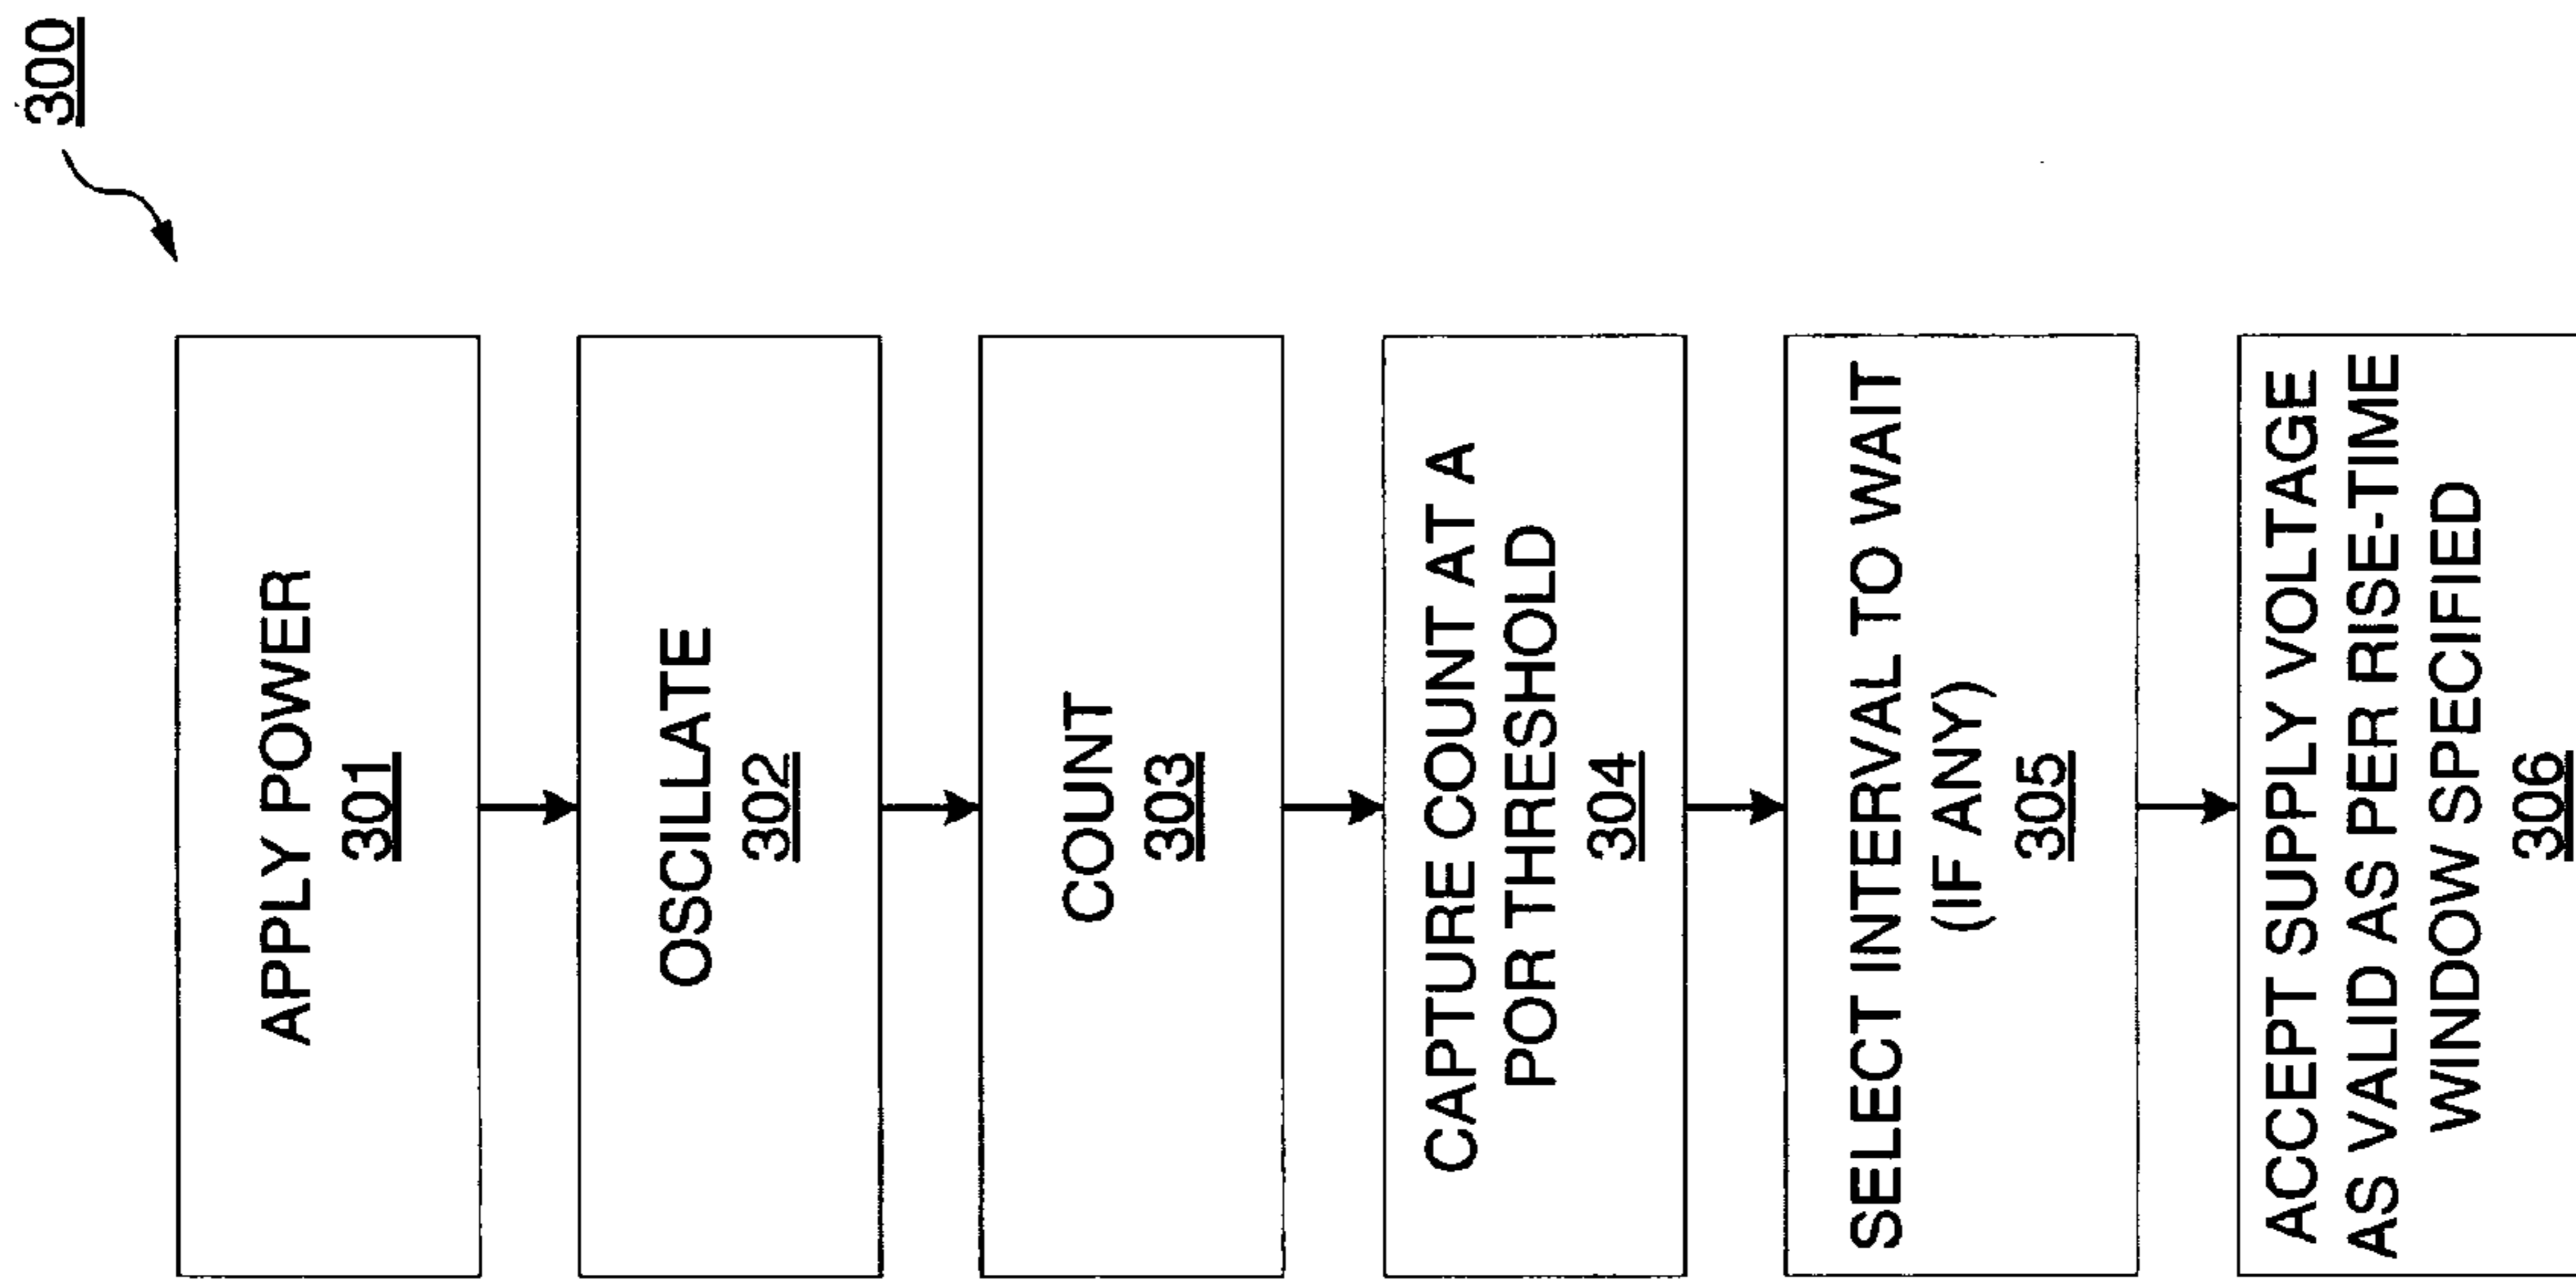 300
APPLY POWER
301
OSCILLATE
302
COUNT
303
CAPTURE COUNT AT A
POR THRESHOLD
304
SELECT INTERVAL TO WAIT
(IF ANY)
305
ACCEPT SUPPLY VOLTAGE
AS VALID AS PER RISE-TIME
WINDOW SPECIFIED
306